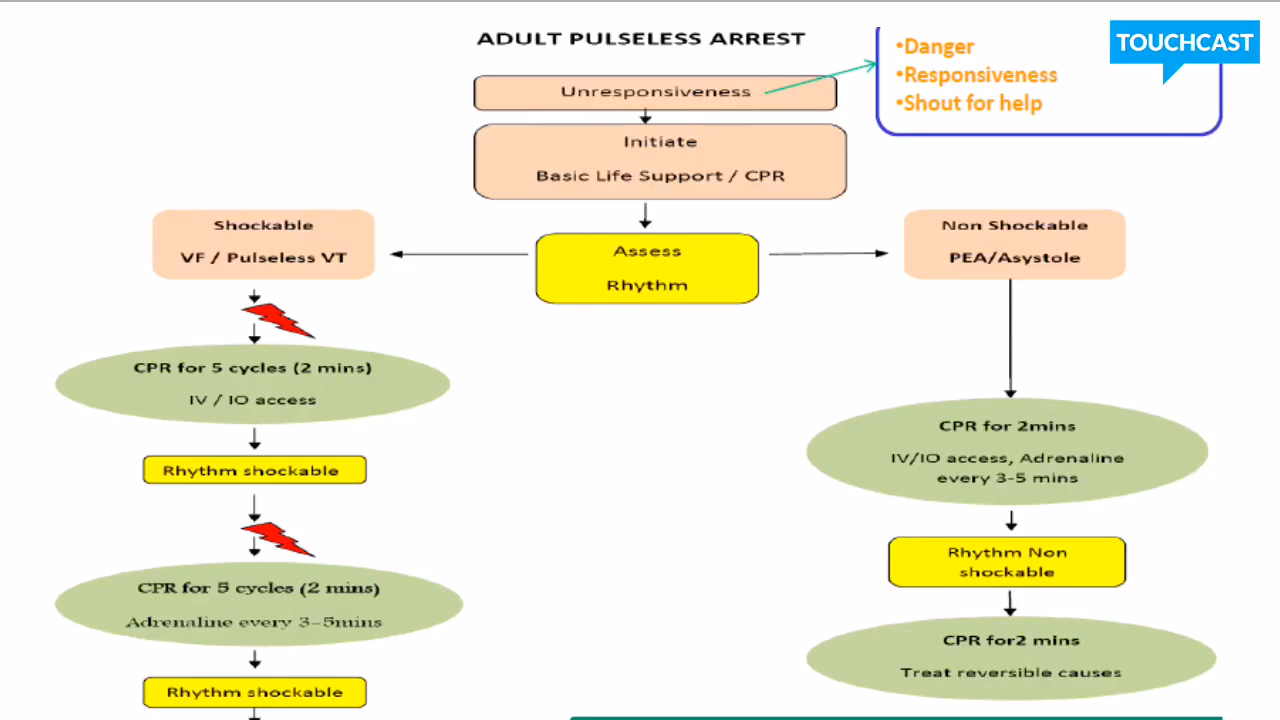 ADULT PULSELESS ARREST
•Danger
•Responsiveness
•Shout for help
TOUCHCAST
Unresponsiveness
Initiate
Basic Life Support / CPR
Assess
Rhythm
Shockable
VF / Pulseless VT
CPR for 5 cycles (2 mins)
IV / IO access
Rhythm shockable
CPR for 5 cycles (2 mins)
Adrenaline every 3-5mins
Rhythm shockable
Non Shockable
PEA/Asystole
CPR for 2mins
IV/IO access, Adrenaline
every 3-5 mins
Rhythm Non
shockable
CPR for2 mins
Treat reversible causes